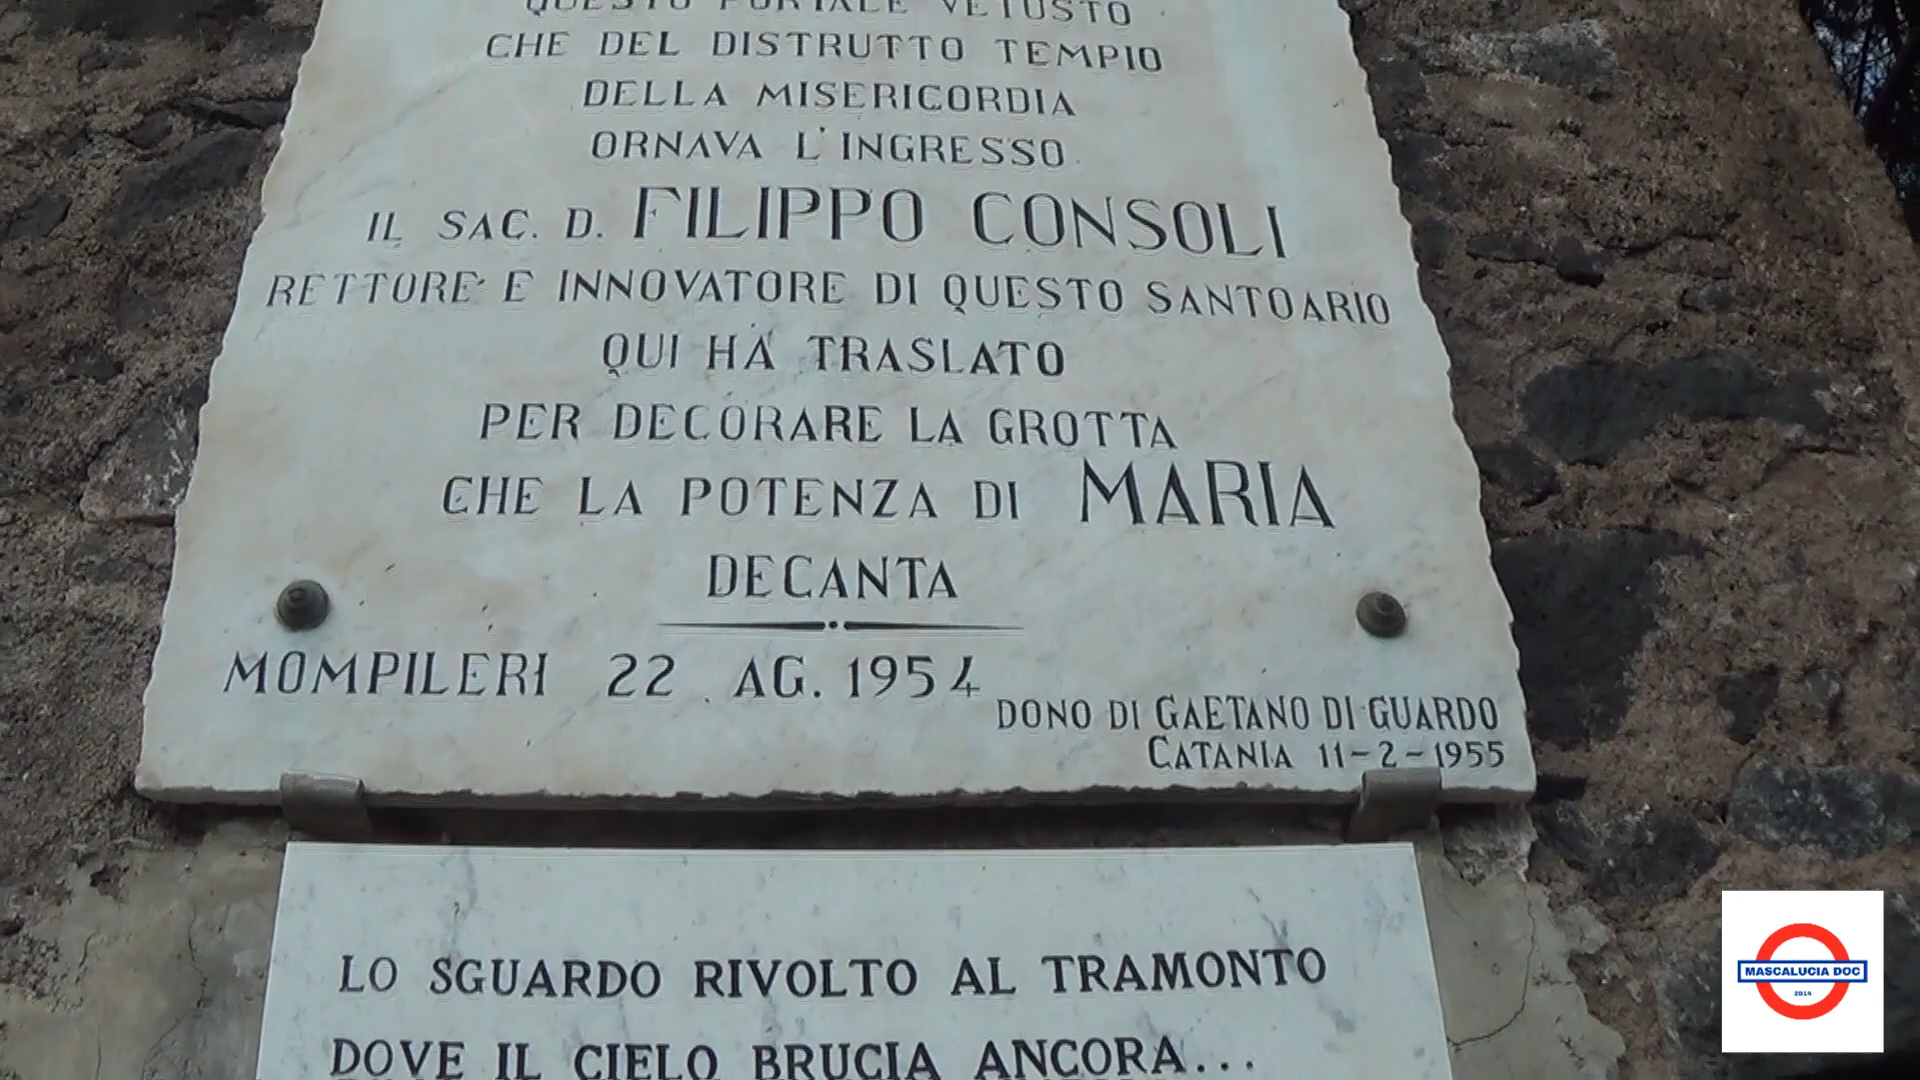 QUESTO PORTALE VETUSTO
CHE DEL DISTRUTTO TEMPIO
DELLA MISERICORDIA
ORNAVA L'INGRESSO
IL SAC. D. FILIPPO CONSOLI
RETTORE E INNOVATORE DI QUESTO SANTOARIO
QUI HA TRASLATO
PER DECORARE LA GROTTA
CHE LA POTENZA DI MARIA
DECANTA
MOMPILERI 22 AG. 1954
DONO DI GAETANO DI GUARDO
CATANIA 11-2-1955
LO SGUARDO RIVOLTO AL TRAMONTO
DOVE IL CIELO BRUCIA ANCORA...
MASCALUCIA DOC
2014